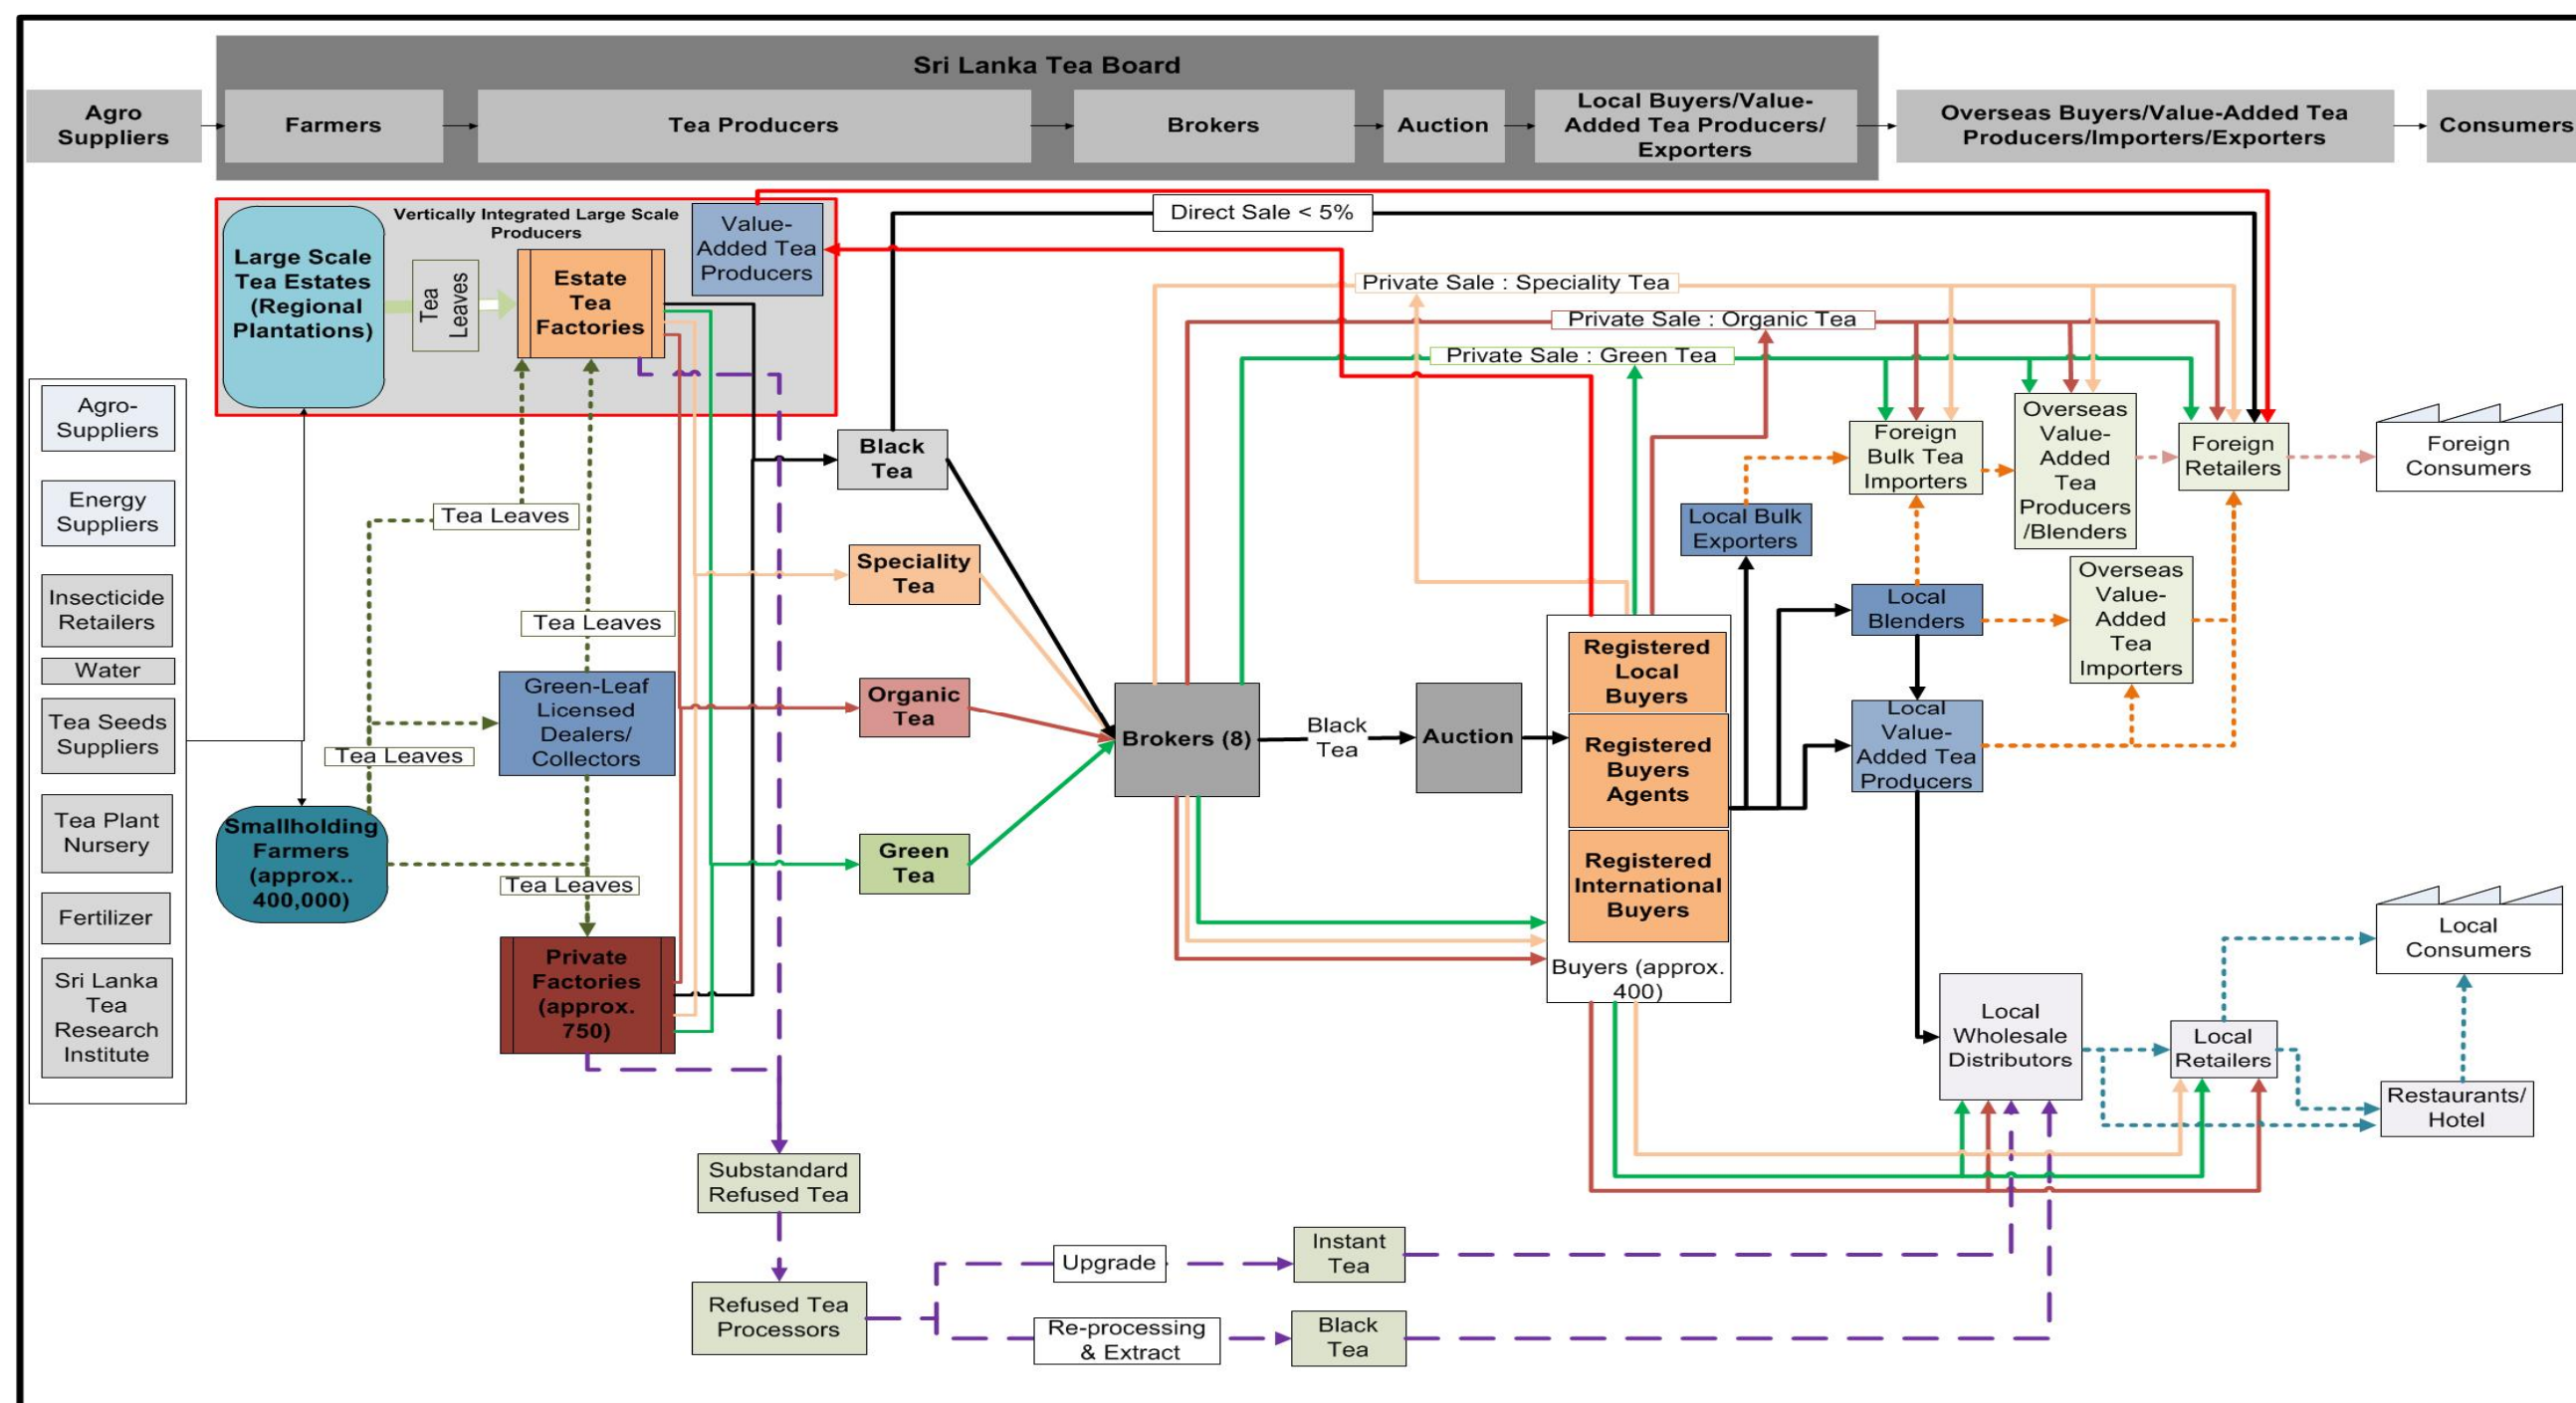 Sri Lanka Tea Board
Agro
Suppliers
Farmers
Tea Producers
Brokers
Auction
Local Buyers/Value-
Added Tea Producers/
Exporters
Overseas Buyers/Value-Added Tea
Producers/Importers/Exporters
Consumers
Vertically Integrated Large Scale
Producers
Large Scale
Tea Estates
(Regional
Plantations)
Tea
Leaves
Estate
Tea
Factories
Value-
Added Tea
Producers
Direct Sale < 5%
Private Sale : Speciality Tea
Private Sale : Organic Tea
Private Sale : Green Tea
Agro-
Suppliers
Energy
Suppliers
Insecticide
Retailers
Water
Tea Seeds
Suppliers
Tea Plant
Nursery
Fertilizer
Sri Lanka
Tea
Research
Institute
Tea Leaves
Tea Leaves
Green-Leaf
Licensed
Dealers/
Collectors
Tea Leaves
Smallholding
Farmers
(approx..
400,000)
Tea Leaves
Private
Factories
(approx.
750)
Black
Tea
Speciality
Tea
Organic
Tea
Green
Tea
Brokers (8)
Black
Tea
Auction
Registered
Local
Buyers
Registered
Buyers
Agents
Registered
International
Buyers
Buyers (approx.
400)
Local Bulk
Exporters
Foreign
Bulk Tea
Importers
Overseas
Value-
Added
Tea
Producers
/Blenders
Foreign
Retailers
Foreign
Consumers
Local
Blenders
Overseas
Value-
Added
Tea
Importers
Local
Value-
Added Tea
Producers
Local
Consumers
Local
Wholesale
Distributors
Local
Retailers
Restaurants/
Hotel
Substandard
Refused Tea
Refused Tea
Processors
Upgrade
Instant
Tea
Re-processing
& Extract
Black
Tea